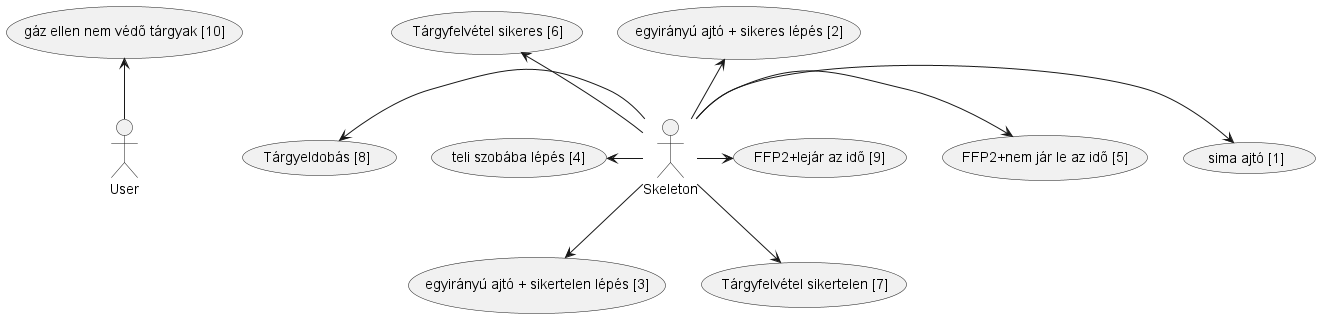 gáz ellen nem védő tárgyak [10]
Tárgyfelvétel sikeres [6]
egyirányú ajtó + sikeres lépés [2]
Tárgyeldobás [8]
teli szobába lépés [4]
FFP2+lejár az idő [9]
FFP2+nem jár le az idő [5]
sima ajtó [1]
User
Skeleton
egyirányú ajtó + sikertelen lépés [3]
Tárgyfelvétel sikertelen [7]